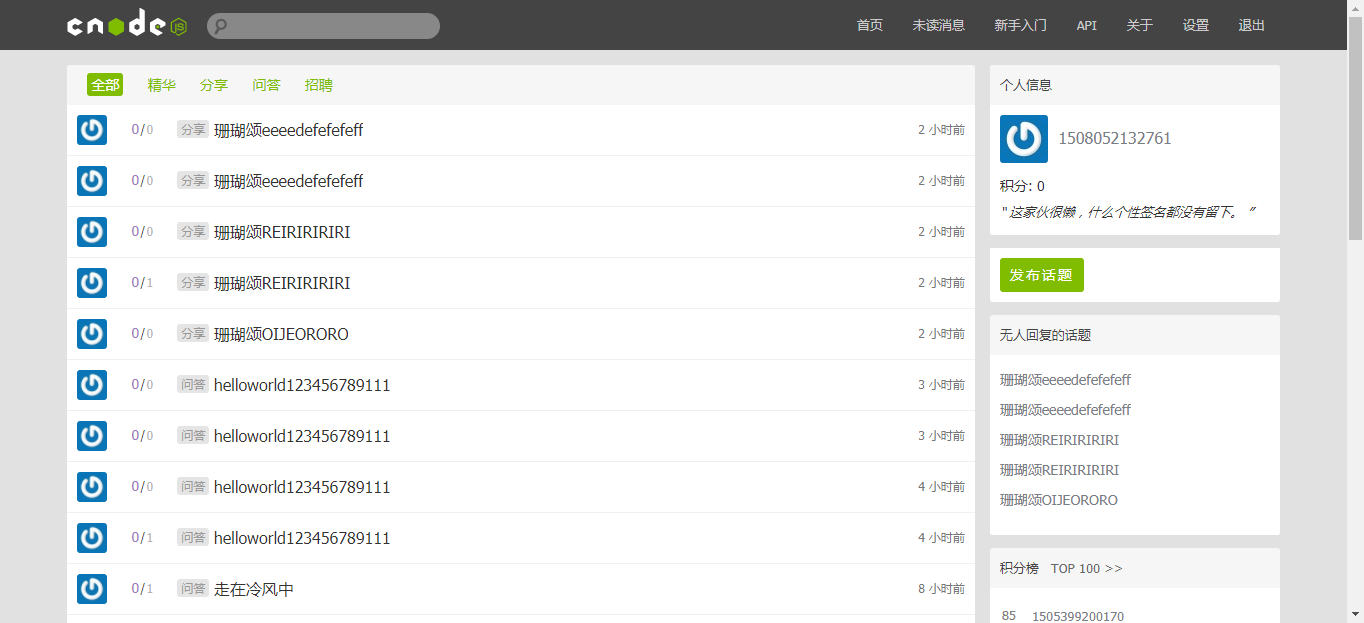 cnode JS
首页 未读消息 新手入门 API 关于 设置 退出
全部 精华 分享 问答 招聘
0/0 分享 珊瑚颂eeeedefefefeff 2 小时前
0/0 分享 珊瑚颂eeeedefefefeff 2 小时前
0/0 分享 珊瑚颂REIRIRIRIRI 2 小时前
0/1 分享 珊瑚颂REIRIRIRIRI 2 小时前
0/0 分享 珊瑚颂OIJEORORO 2 小时前
0/0 问答 helloworld123456789111 3 小时前
0/0 问答 helloworld123456789111 3 小时前
0/0 问答 helloworld123456789111 4 小时前
0/1 问答 helloworld123456789111 4 小时前
0/1 问答 走在冷风中 8 小时前
个人信息
1508052132761
积分: 0
"这家伙很懒，什么个性签名都没有留下。 ”
发布话题
无人回复的话题
珊瑚颂eeeedefefefeff
珊瑚颂eeeedefefefeff
珊瑚颂REIRIRIRIRI
珊瑚颂REIRIRIRIRI
珊瑚颂OIJEORORO
积分榜 TOP 100 >>
85 1505399200170